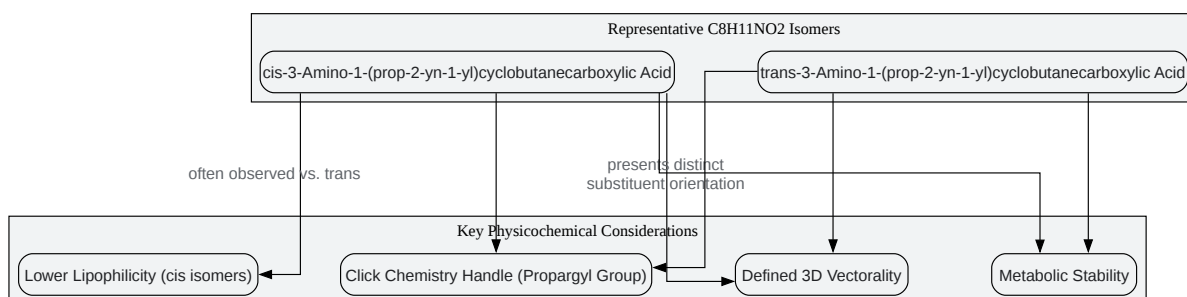 Representative C8H11NO2 Isomers
cis-3-Amino-1-(prop-2-yn-1-yl)cyclobutanecarboxylic Acid
trans-3-Amino-1-(prop-2-yn-1-yl)cyclobutanecarboxylic Acid
often observed vs. trans
presents distinct
substituent orientation
Key Physicochemical Considerations
Lower Lipophilicity (cis isomers)
Click Chemistry Handle (Propargyl Group)
Defined 3D Vectorality
Metabolic Stability